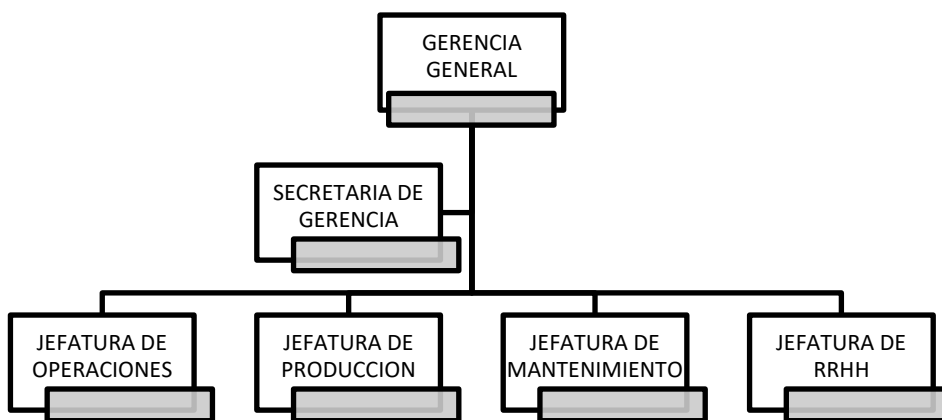 GERENCIA
GENERAL
SECRETARIA DE
GERENCIA
JEFATURA DE
OPERACIONES
JEFATURA DE
PRODUCCION
JEFATURA DE
MANTENIMIENTO
JEFATURA DE
RRHH